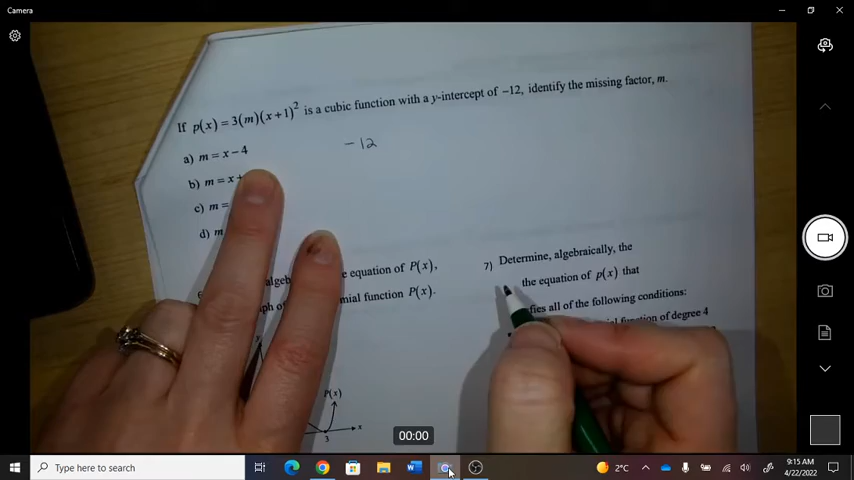 Camera
If p(x) = 3(m)(x+1)² is a cubic function with a y-intercept of −12, identify the missing factor, m.
a) m = x − 4
−12
b) m = x +
c) m =
d) m
7) Determine, algebraically, the
the equation of p(x) that
the equation of P(x),
function P(x).
of the following conditions:
function of degree 4
P(x)
x
3
00:00
Type here to search
2°C
9:15 AM
4/22/2022